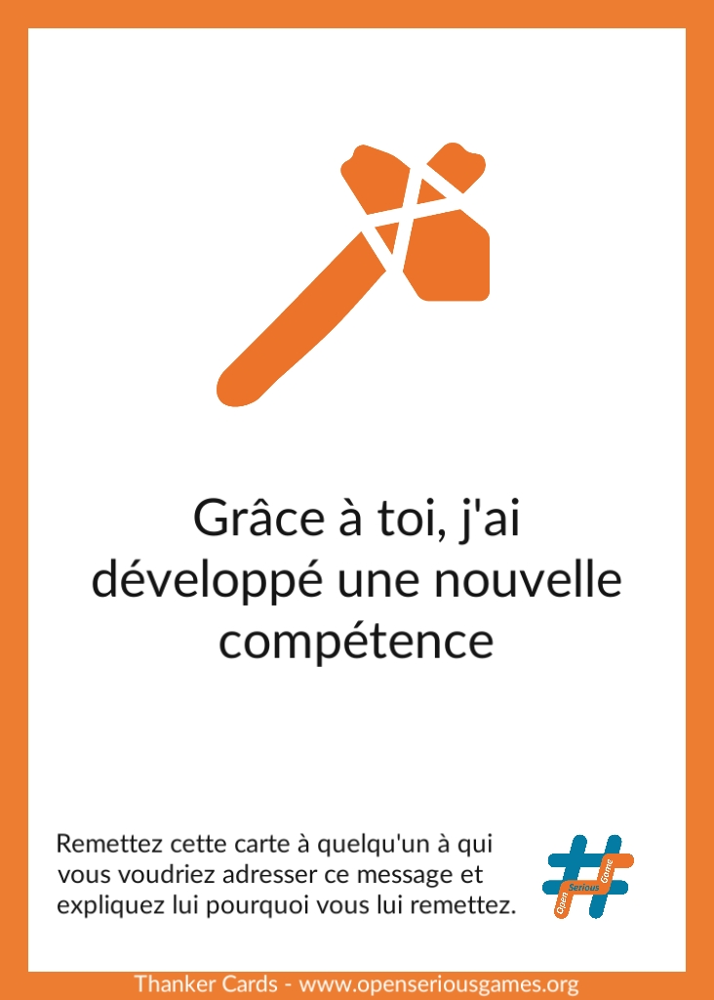 Grâce à toi, j'ai
développé une nouvelle
compétence
Remettez cette carte à quelqu'un à qui
vous voudriez adresser ce message et
expliquez lui pourquoi vous lui remettez.
Open Serious Game
Thanker Cards - www.openseriousgames.org